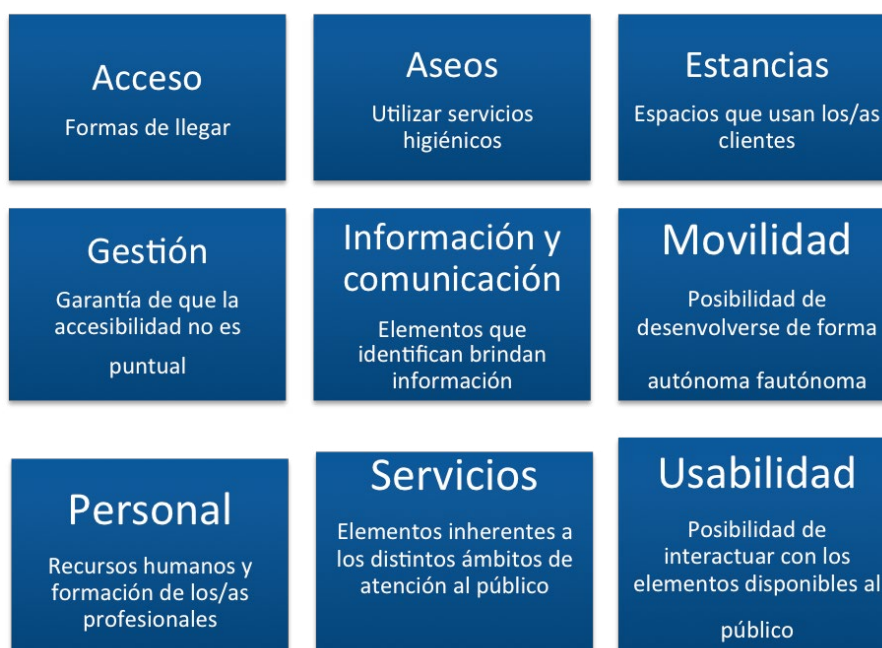 Acceso
Formas de llegar
Aseos
Utilizar servicios
higiénicos
Estancias
Espacios que usan los/as
clientes
Gestión
Garantía de que la
accesibilidad no es
puntual
Información y
comunicación
Elementos que
identifican brindan
información
Movilidad
Posibilidad de
desenvolverse de forma
autónoma fautónoma
Personal
Recursos humanos y
formación de los/as
profesionales
Servicios
Elementos inherentes a
los distintos ámbitos de
atención al público
Usabilidad
Posibilidad de
interactuar con los
elementos disponibles al
público